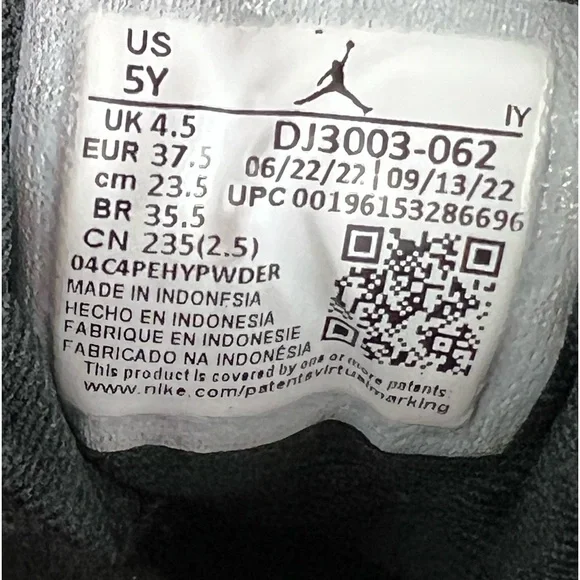 US
5Y
IY
UK 4.5
EUR 37.5
cm 23.5
BR 35.5
CN 235(2.5)
DJ3003-062
06/22/22 | 09/13/22
UPC 00196153286696
04C4PEHYPWDER
MADE IN INDONESIA
HECHO EN INDONESIA
FABRIQUE EN INDONESIE
FABRICADO NA INDONÉSIA
This product is covered by one or more patents:
www.nike.com/patentsvirtualmarking